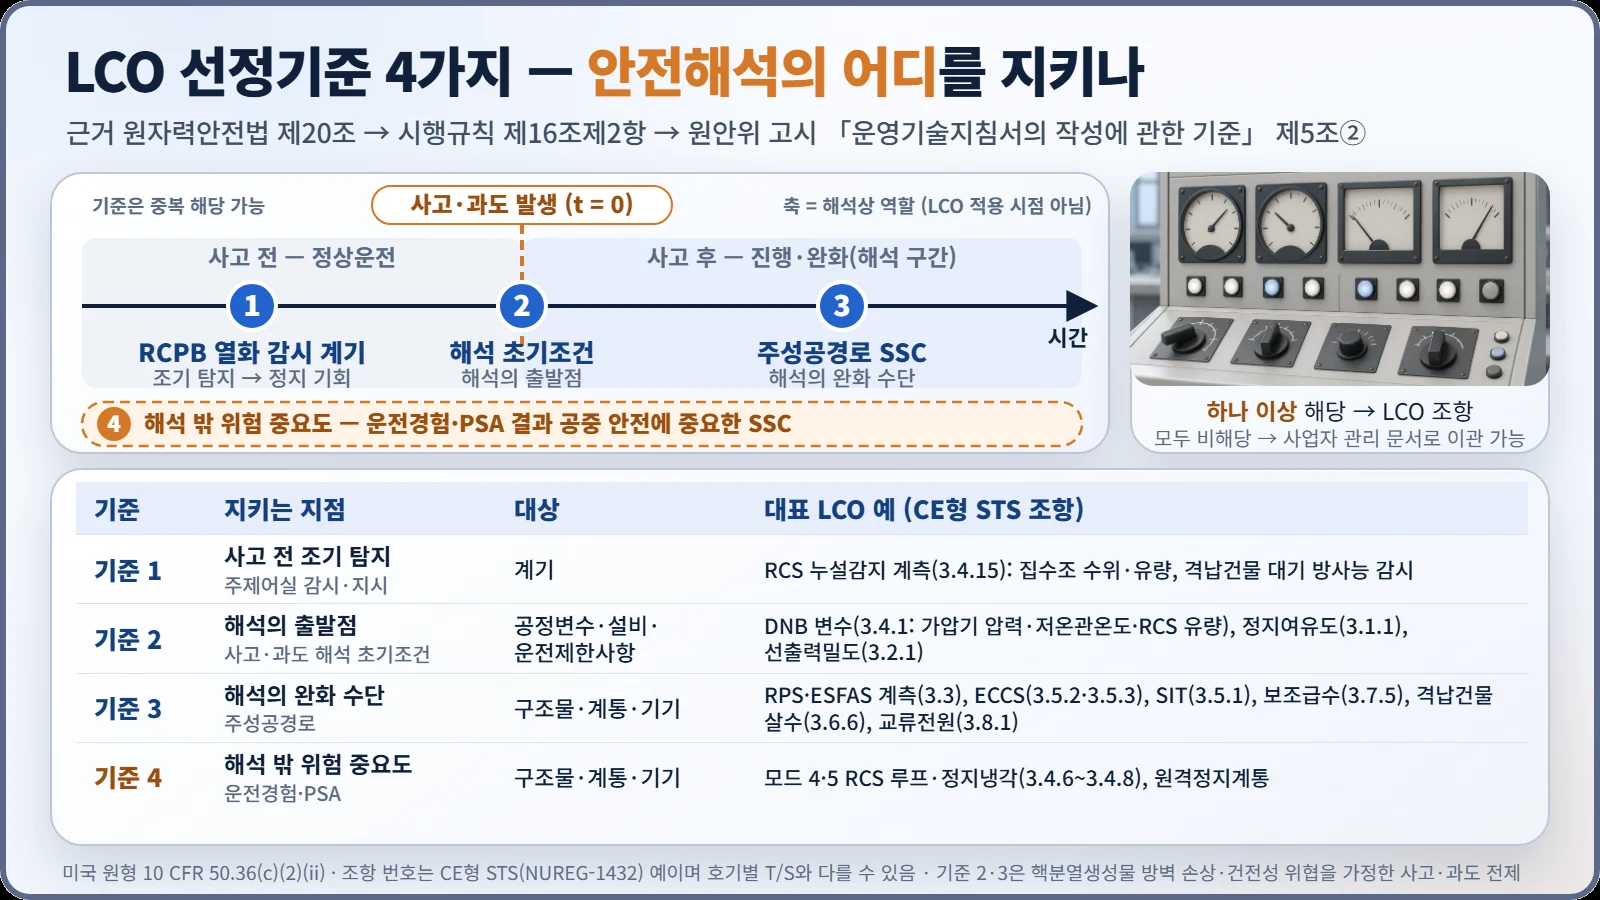 LCO 선정기준 4가지 — 안전해석의 어디를 지키나
근거 원자력안전법 제20조 → 시행규칙 제16조제2항 → 원안위 고시 「운영기술지침서의 작성에 관한 기준」 제5조②
기준은 중복 해당 가능
사고·과도 발생 (t = 0)
축 = 해석상 역할 (LCO 적용 시점 아님)
사고 전 — 정상운전
사고 후 — 진행·완화(해석 구간)
1
2
3
시간
RCPB 열화 감시 계기
조기 탐지 → 정지 기회
해석 초기조건
해석의 출발점
주성공경로 SSC
해석의 완화 수단
4 해석 밖 위험 중요도 — 운전경험·PSA 결과 공중 안전에 중요한 SSC
하나 이상 해당 → LCO 조항
모두 비해당 → 사업자 관리 문서로 이관 가능
기준 지키는 지점 대상 대표 LCO 예 (CE형 STS 조항)
기준 1
사고 전 조기 탐지
주제어실 감시·지시
계기
RCS 누설감지 계측(3.4.15): 집수조 수위·유량, 격납건물 대기 방사능 감시
기준 2
해석의 출발점
사고·과도 해석 초기조건
공정변수·설비·
운전제한사항
DNB 변수(3.4.1: 가압기 압력·저온관온도·RCS 유량), 정지여유도(3.1.1),
선출력밀도(3.2.1)
기준 3
해석의 완화 수단
주성공경로
구조물·계통·기기
RPS·ESFAS 계측(3.3), ECCS(3.5.2·3.5.3), SIT(3.5.1), 보조급수(3.7.5), 격납건물
살수(3.6.6), 교류전원(3.8.1)
기준 4
해석 밖 위험 중요도
운전경험·PSA
구조물·계통·기기
모드 4·5 RCS 루프·정지냉각(3.4.6~3.4.8), 원격정지계통
미국 원형 10 CFR 50.36(c)(2)(ii) · 조항 번호는 CE형 STS(NUREG-1432) 예이며 호기별 T/S와 다를 수 있음 · 기준 2·3은 핵분열생성물 방벽 손상·건전성 위협을 가정한 사고·과도 전제